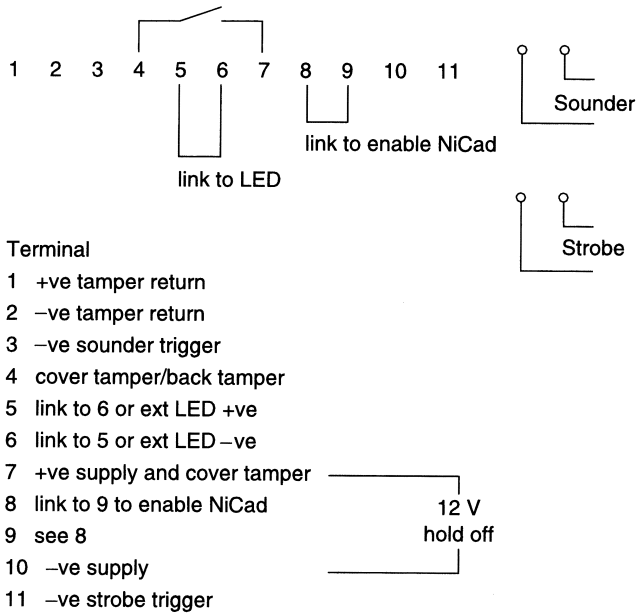 1 2 3 4 5 6 7 8 9 10 11
Sounder
link to enable NiCad
link to LED
Strobe
Terminal
1 +ve tamper return
2 −ve tamper return
3 −ve sounder trigger
4 cover tamper/back tamper
5 link to 6 or ext LED +ve
6 link to 5 or ext LED −ve
7 +ve supply and cover tamper
8 link to 9 to enable NiCad
12 V
hold off
9 see 8
10 −ve supply
11 −ve strobe trigger